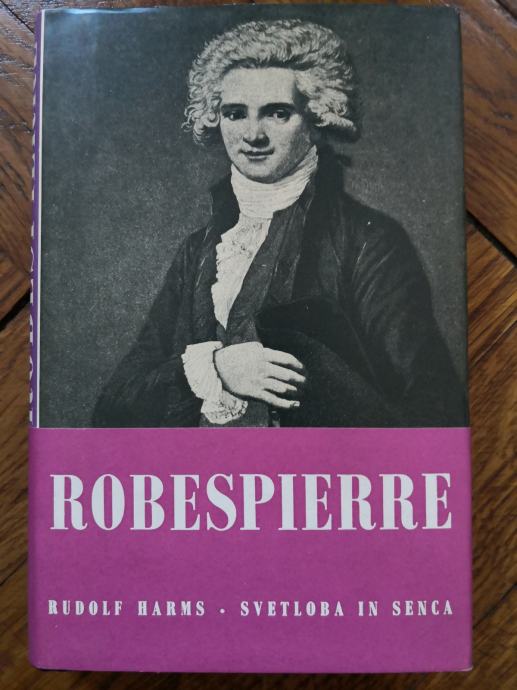 ROBESPIERRE
RUDOLF HARMS · SVETLOBA IN SENCA